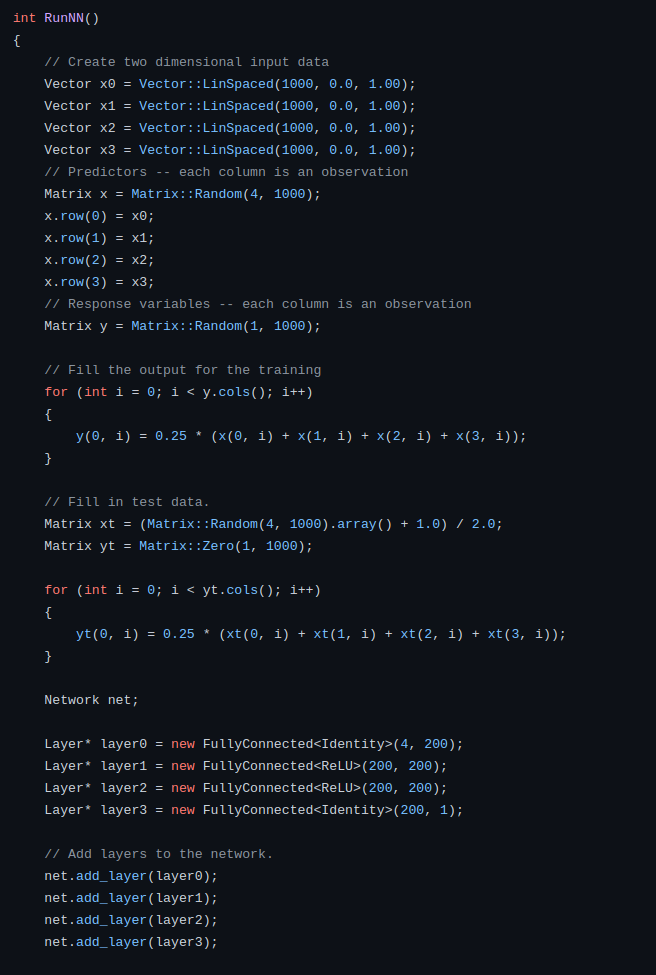 int RunNN()
{
    // Create two dimensional input data
    Vector x0 = Vector::LinSpaced(1000, 0.0, 1.00);
    Vector x1 = Vector::LinSpaced(1000, 0.0, 1.00);
    Vector x2 = Vector::LinSpaced(1000, 0.0, 1.00);
    Vector x3 = Vector::LinSpaced(1000, 0.0, 1.00);
    // Predictors -- each column is an observation
    Matrix x = Matrix::Random(4, 1000);
    x.row(0) = x0;
    x.row(1) = x1;
    x.row(2) = x2;
    x.row(3) = x3;
    // Response variables -- each column is an observation
    Matrix y = Matrix::Random(1, 1000);

    // Fill the output for the training
    for (int i = 0; i < y.cols(); i++)
    {
        y(0, i) = 0.25 * (x(0, i) + x(1, i) + x(2, i) + x(3, i));
    }

    // Fill in test data.
    Matrix xt = (Matrix::Random(4, 1000).array() + 1.0) / 2.0;
    Matrix yt = Matrix::Zero(1, 1000);

    for (int i = 0; i < yt.cols(); i++)
    {
        yt(0, i) = 0.25 * (xt(0, i) + xt(1, i) + xt(2, i) + xt(3, i));
    }

    Network net;

    Layer* layer0 = new FullyConnected<Identity>(4, 200);
    Layer* layer1 = new FullyConnected<ReLU>(200, 200);
    Layer* layer2 = new FullyConnected<ReLU>(200, 200);
    Layer* layer3 = new FullyConnected<Identity>(200, 1);

    // Add layers to the network.
    net.add_layer(layer0);
    net.add_layer(layer1);
    net.add_layer(layer2);
    net.add_layer(layer3);